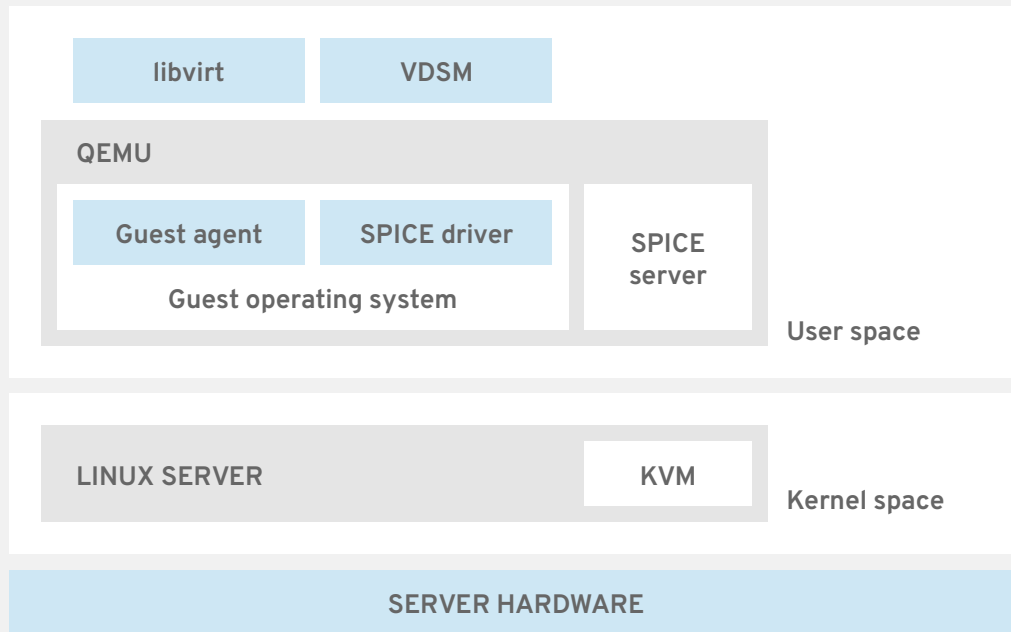 libvirt
VDSM
QEMU
Guest agent
SPICE driver
Guest operating system
SPICE
server
User space
LINUX SERVER
KVM
Kernel space
SERVER HARDWARE